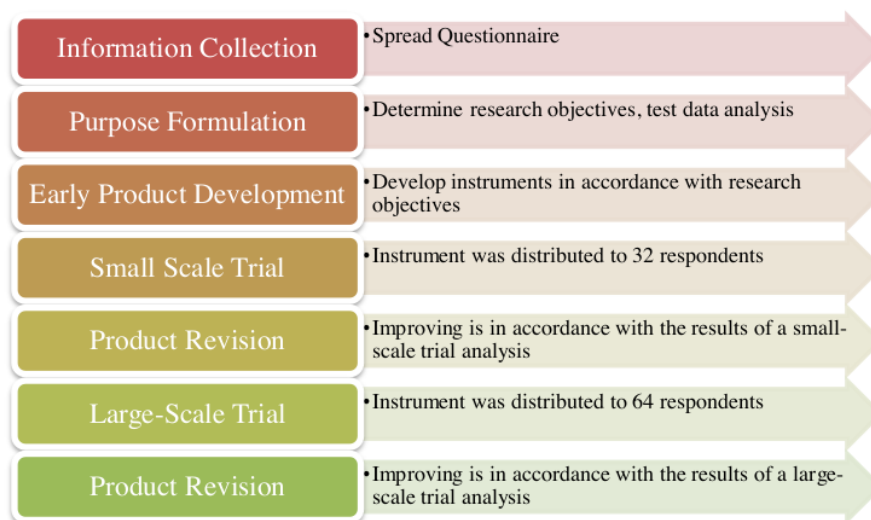 Information Collection
•Spread Questionnaire
Purpose Formulation
•Determine research objectives, test data analysis
Early Product Development
•Develop instruments in accordance with research
objectives
Small Scale Trial
•Instrument was distributed to 32 respondents
Product Revision
•Improving is in accordance with the results of a small-
scale trial analysis
Large-Scale Trial
•Instrument was distributed to 64 respondents
Product Revision
•Improving is in accordance with the results of a large-
scale trial analysis